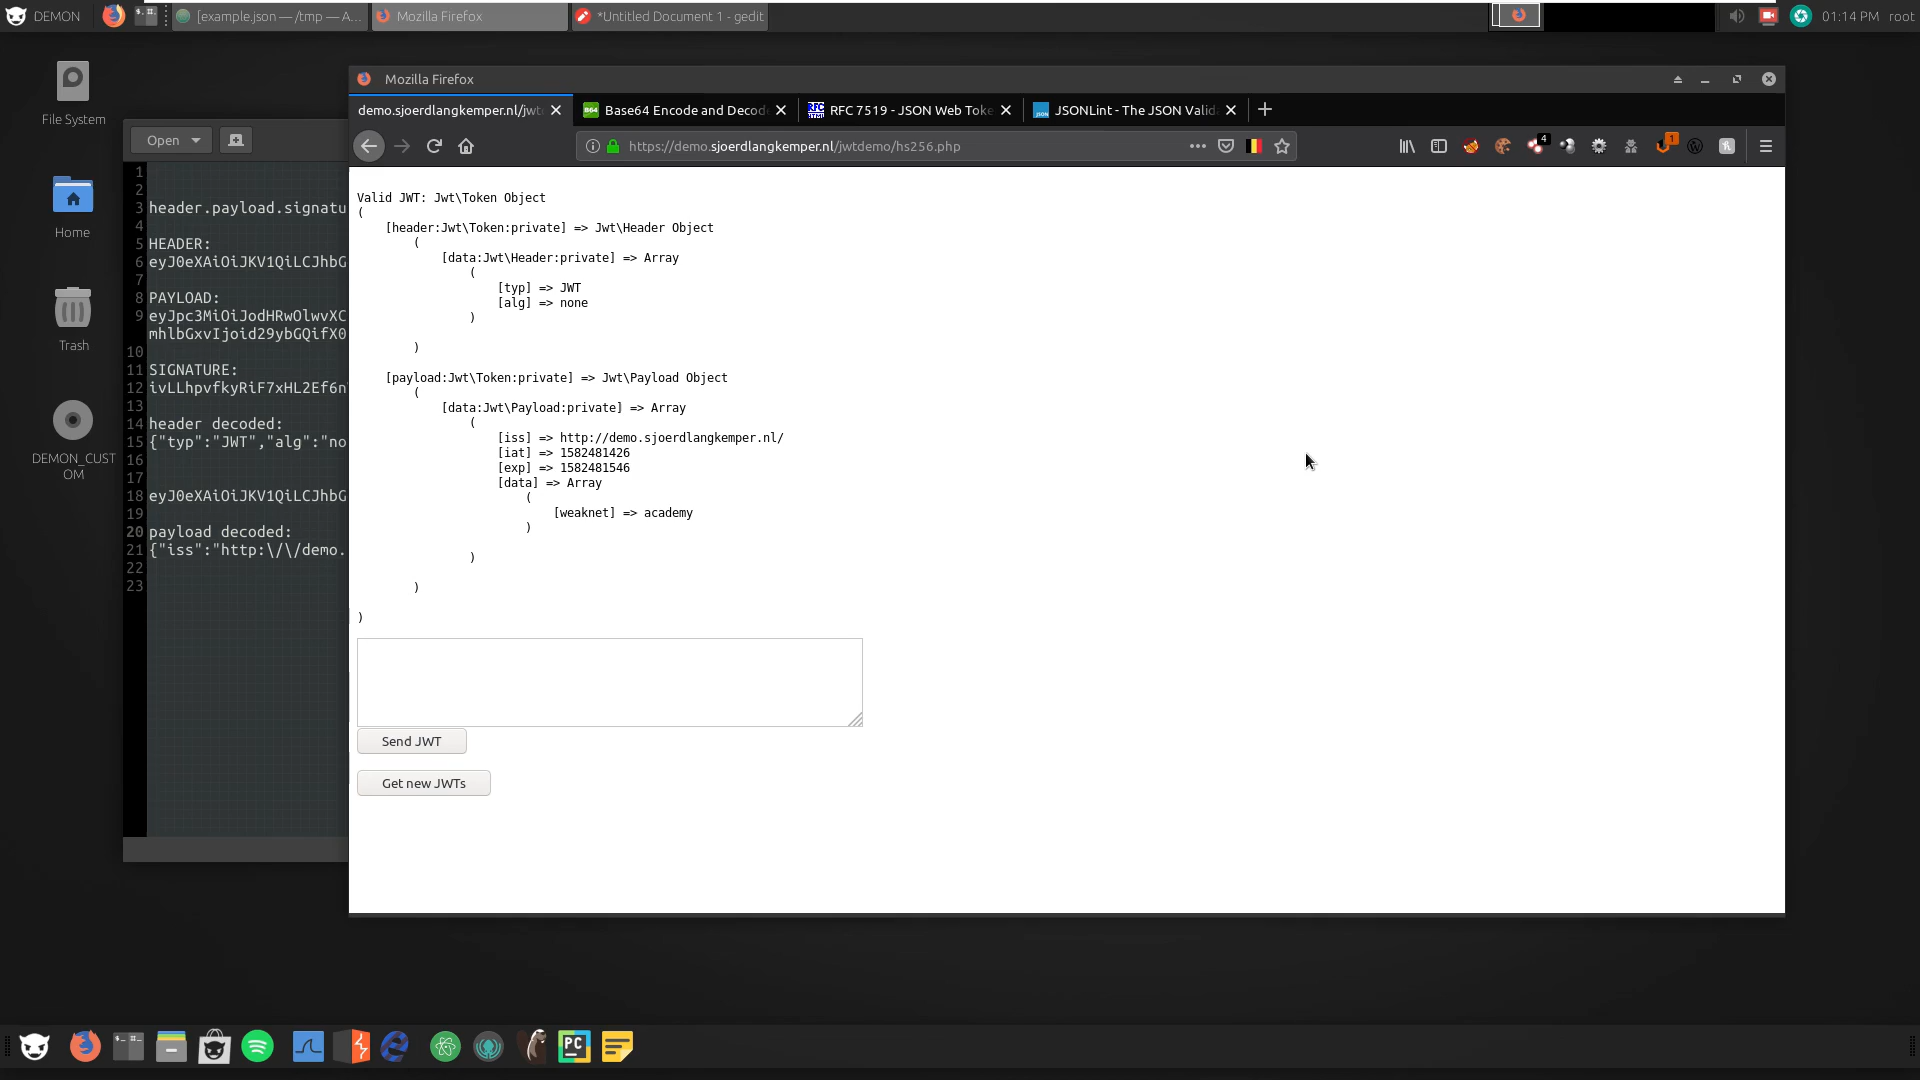 DEMON
[example.json — /tmp — A...
Mozilla Firefox
*Untitled Document 1 - gedit
01:14 PM
root
File System
Home
Trash
DEMON_CUST
OM
Open
1
2
3 header.payload.signatu
4
5 HEADER:
6 eyJ0eXAiOiJKV1QiLCJhbG
7
8 PAYLOAD:
9 eyJpc3MiOiJodHRwOlwvXC
mhlbGxvIjoid29ybGQifX0
10
11 SIGNATURE:
12 ivLLhpvfkyRiF7xHL2Ef6n
13
14 header decoded:
15 {"typ":"JWT","alg":"no
16
17
18 eyJ0eXAiOiJKV1QiLCJhbG
19
20 payload decoded:
21 {"iss":"http:\/\/demo.
22
23
Mozilla Firefox
demo.sjoerdlangkemper.nl/jwt
B64 Base64 Encode and Decode
RFC 7519 - JSON Web Toke
JSONLint - The JSON Valid
https://demo.sjoerdlangkemper.nl/jwtdemo/hs256.php
4
1
Valid JWT: Jwt\Token Object
(
[header:Jwt\Token:private] => Jwt\Header Object
(
[data:Jwt\Header:private] => Array
(
[typ] => JWT
[alg] => none
)
)
[payload:Jwt\Token:private] => Jwt\Payload Object
(
[data:Jwt\Payload:private] => Array
(
[iss] => http://demo.sjoerdlangkemper.nl/
[iat] => 1582481426
[exp] => 1582481546
[data] => Array
(
[weaknet] => academy
)
)
)
)
Send JWT
Get new JWTs
PC